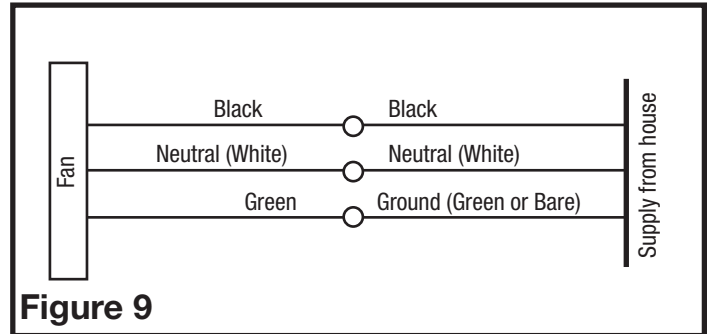 Fan
Black Black
Neutral (White) Neutral (White)
Green Ground (Green or Bare)
Supply from house
Figure 9